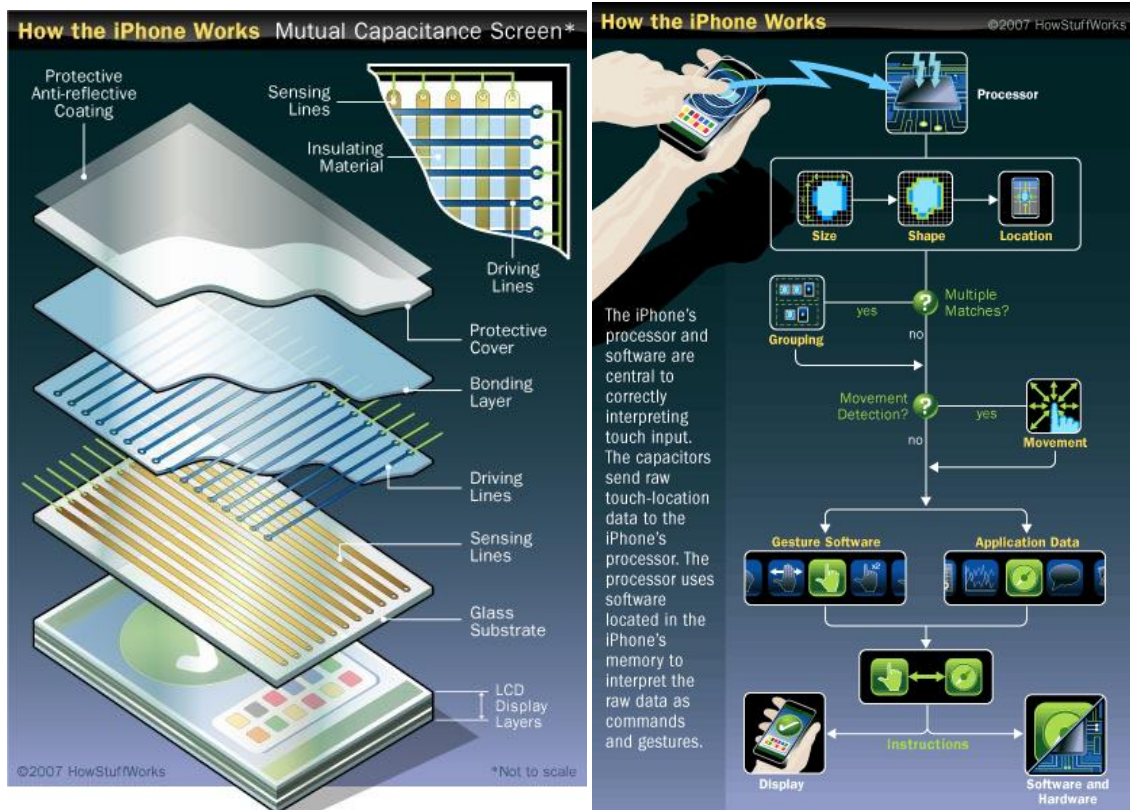 How the iPhone Works Mutual Capacitance Screen*
Protective
Anti-reflective
Coating
Sensing
Lines
Insulating
Material
Driving
Lines
Protective
Cover
Bonding
Layer
Driving
Lines
Sensing
Lines
Glass
Substrate
LCD
Display
Layers
©2007 HowStuffWorks
*Not to scale
How the iPhone Works
©2007 HowStuffWorks
Processor
Size
Shape
Location
Multiple
Matches?
yes
no
Grouping
Movement
Detection?
yes
no
Movement
The iPhone's
processor and
software are
central to
correctly
interpreting
touch input.
The capacitors
send raw
touch-location
data to the
iPhone's
processor. The
processor uses
software
located in the
iPhone's
memory to
interpret the
raw data as
commands
and gestures.
Gesture Software
x2
Application Data
Instructions
Display
Software and
Hardware